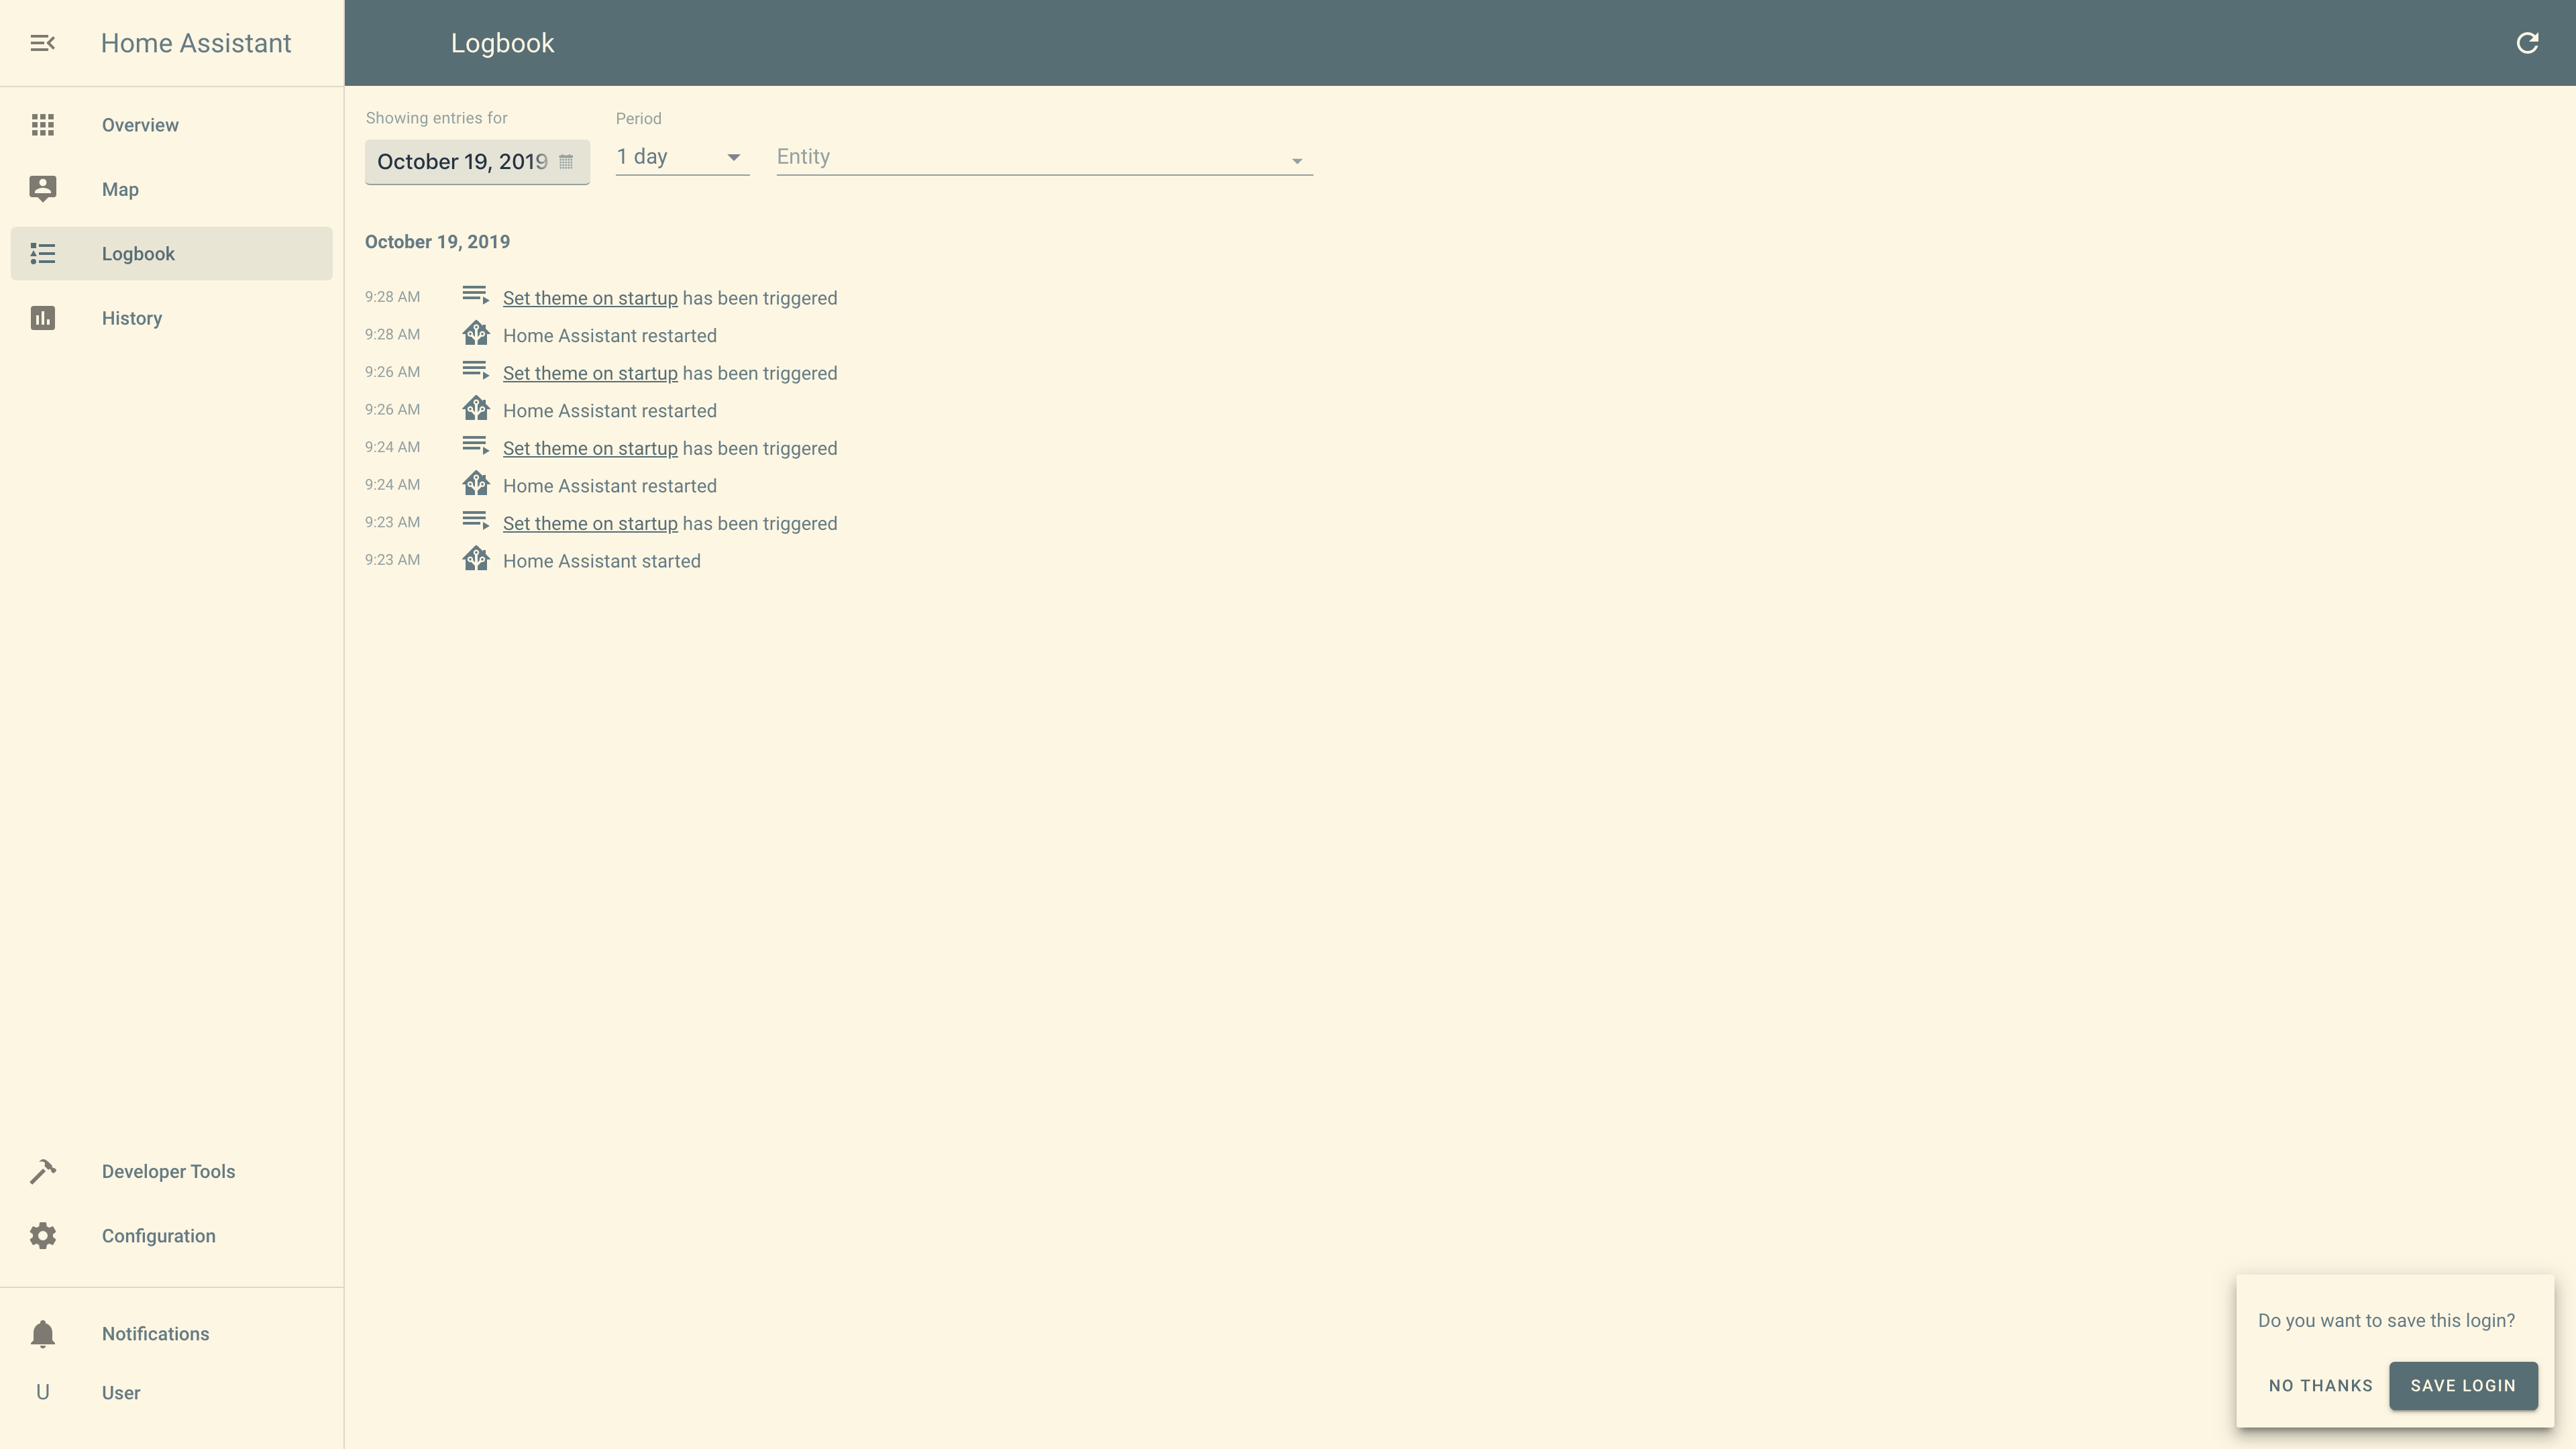 Home Assistant
Logbook
Overview
Map
Logbook
History
Showing entries for
October 19, 2019
Period
1 day
Entity
October 19, 2019
9:28 AM Set theme on startup has been triggered
9:28 AM Home Assistant restarted
9:26 AM Set theme on startup has been triggered
9:26 AM Home Assistant restarted
9:24 AM Set theme on startup has been triggered
9:24 AM Home Assistant restarted
9:23 AM Set theme on startup has been triggered
9:23 AM Home Assistant started
Developer Tools
Configuration
Notifications
U User
Do you want to save this login?
NO THANKS SAVE LOGIN